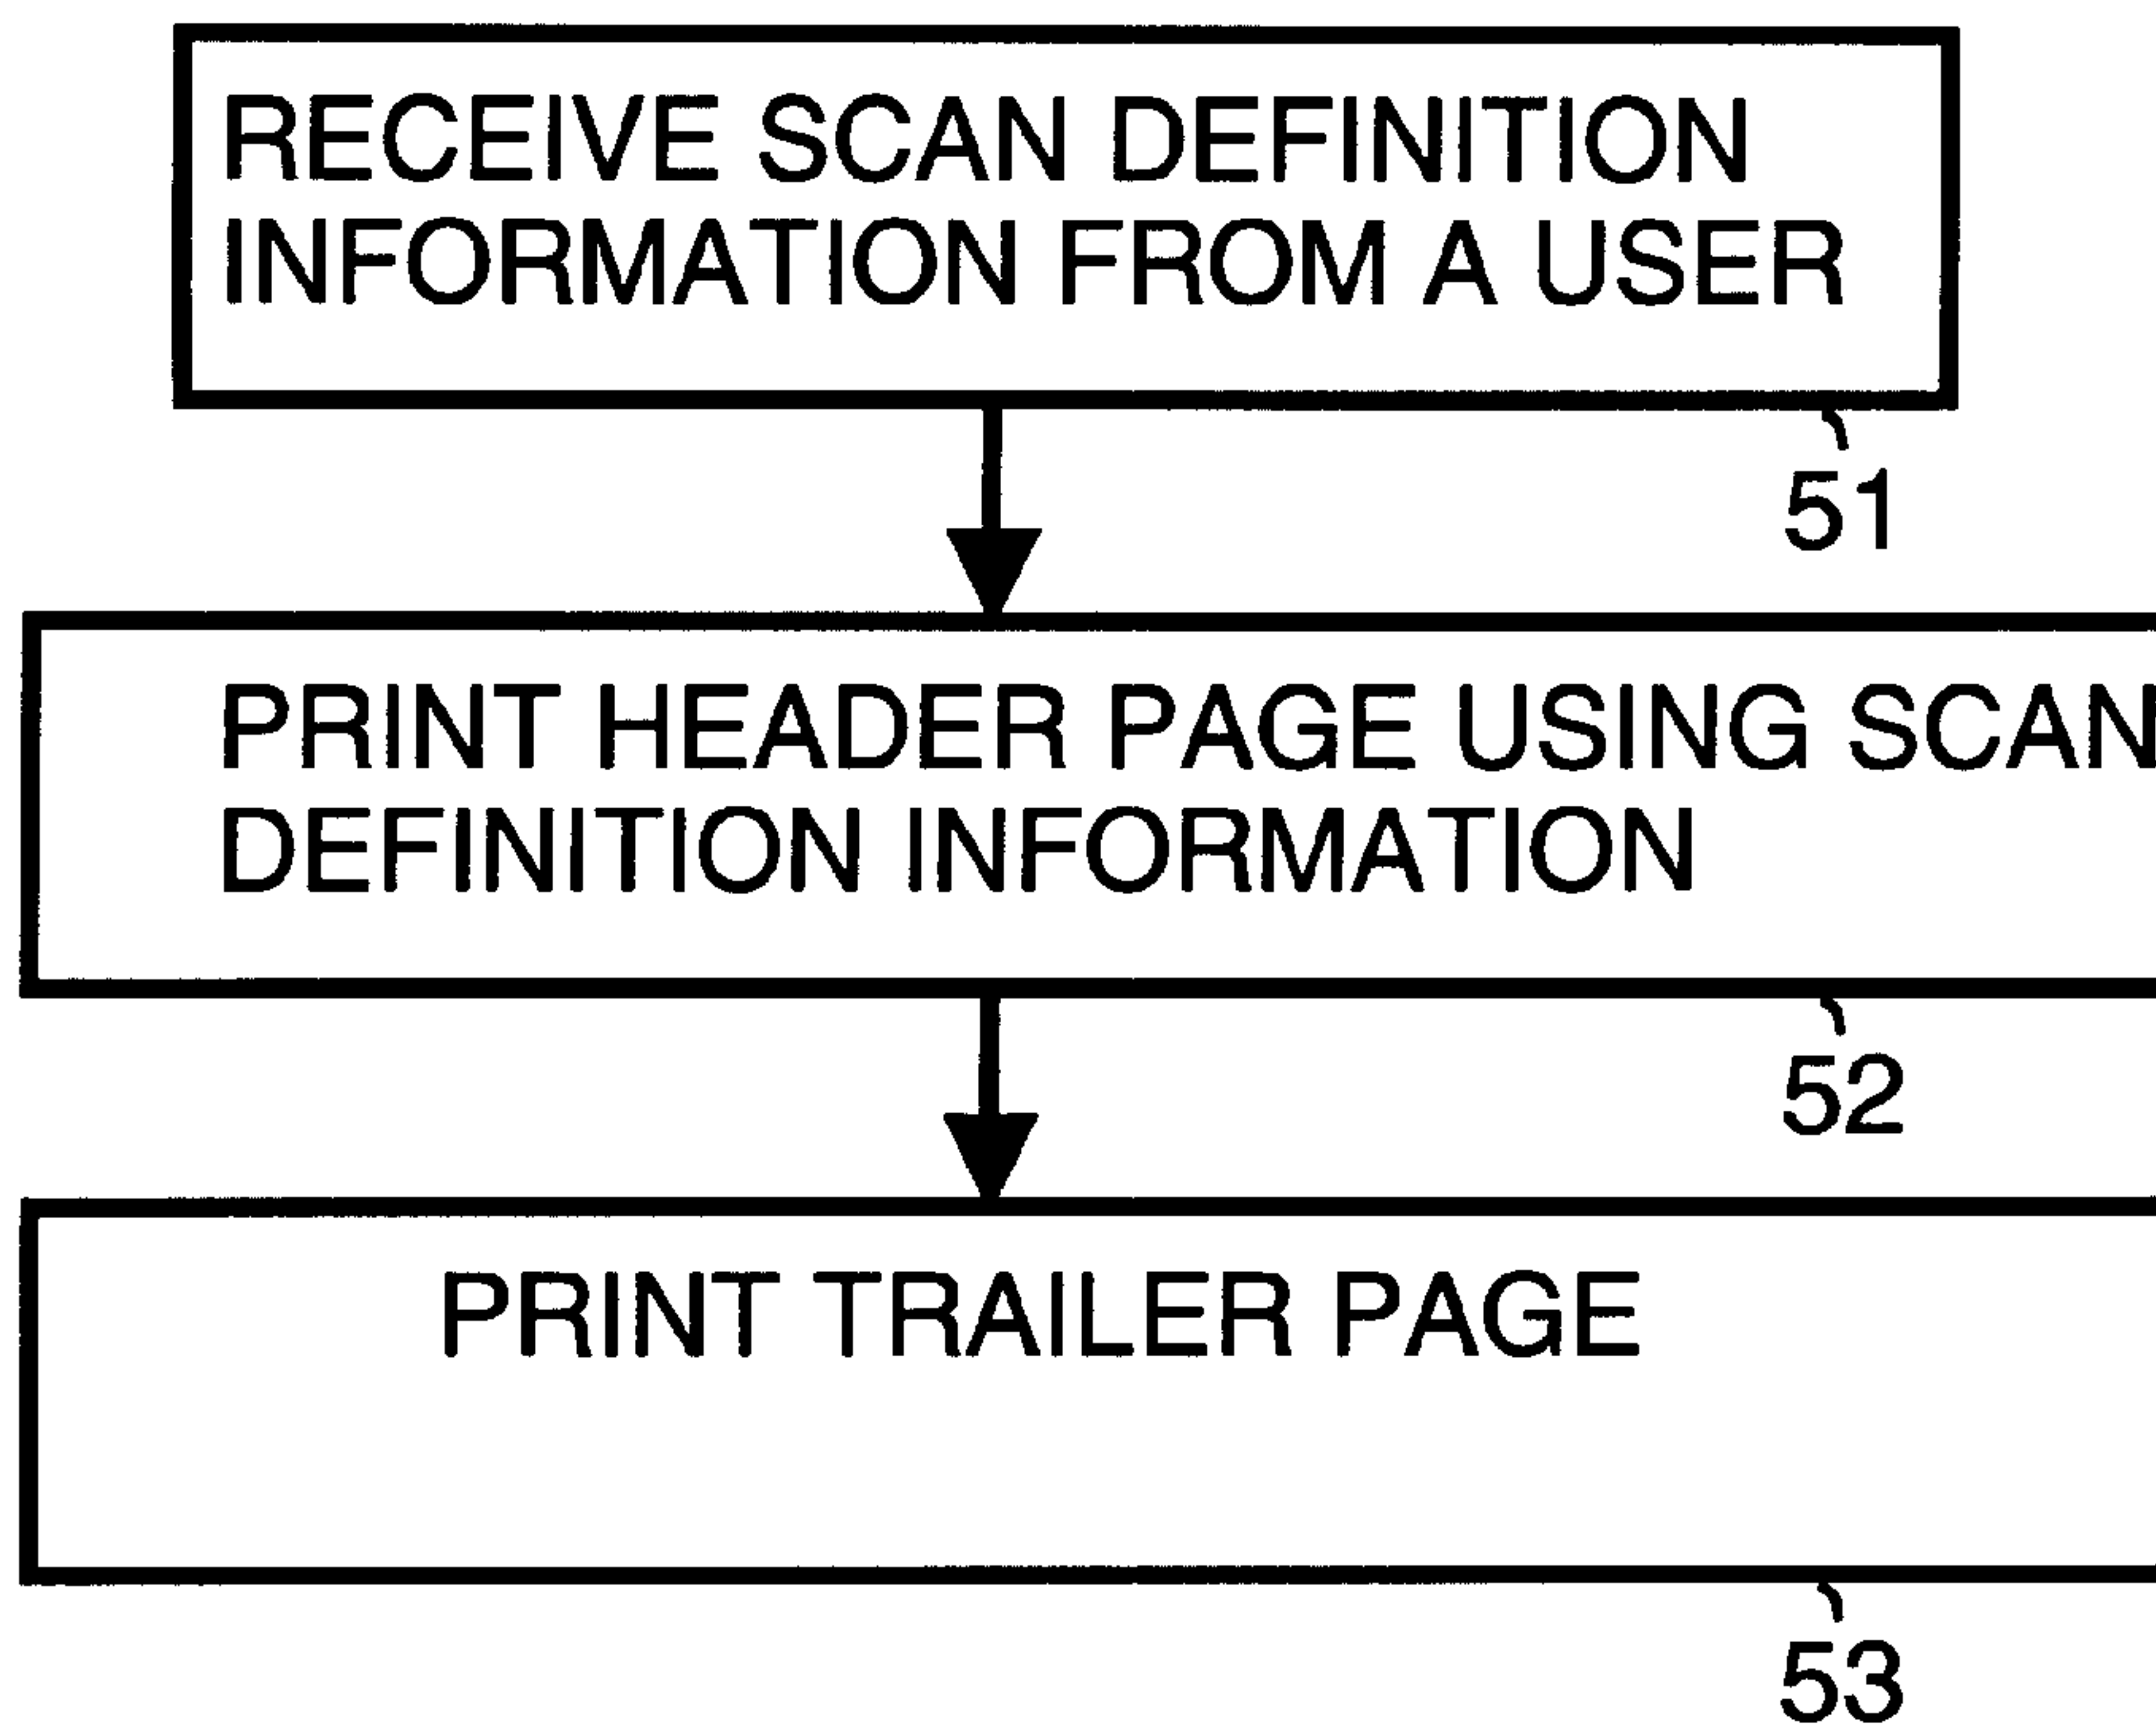 RECEIVE SCAN DEFINITION
INFORMATION FROM A USER
51
PRINT HEADER PAGE USING SCAN
DEFINITION INFORMATION
52
PRINT TRAILER PAGE
53